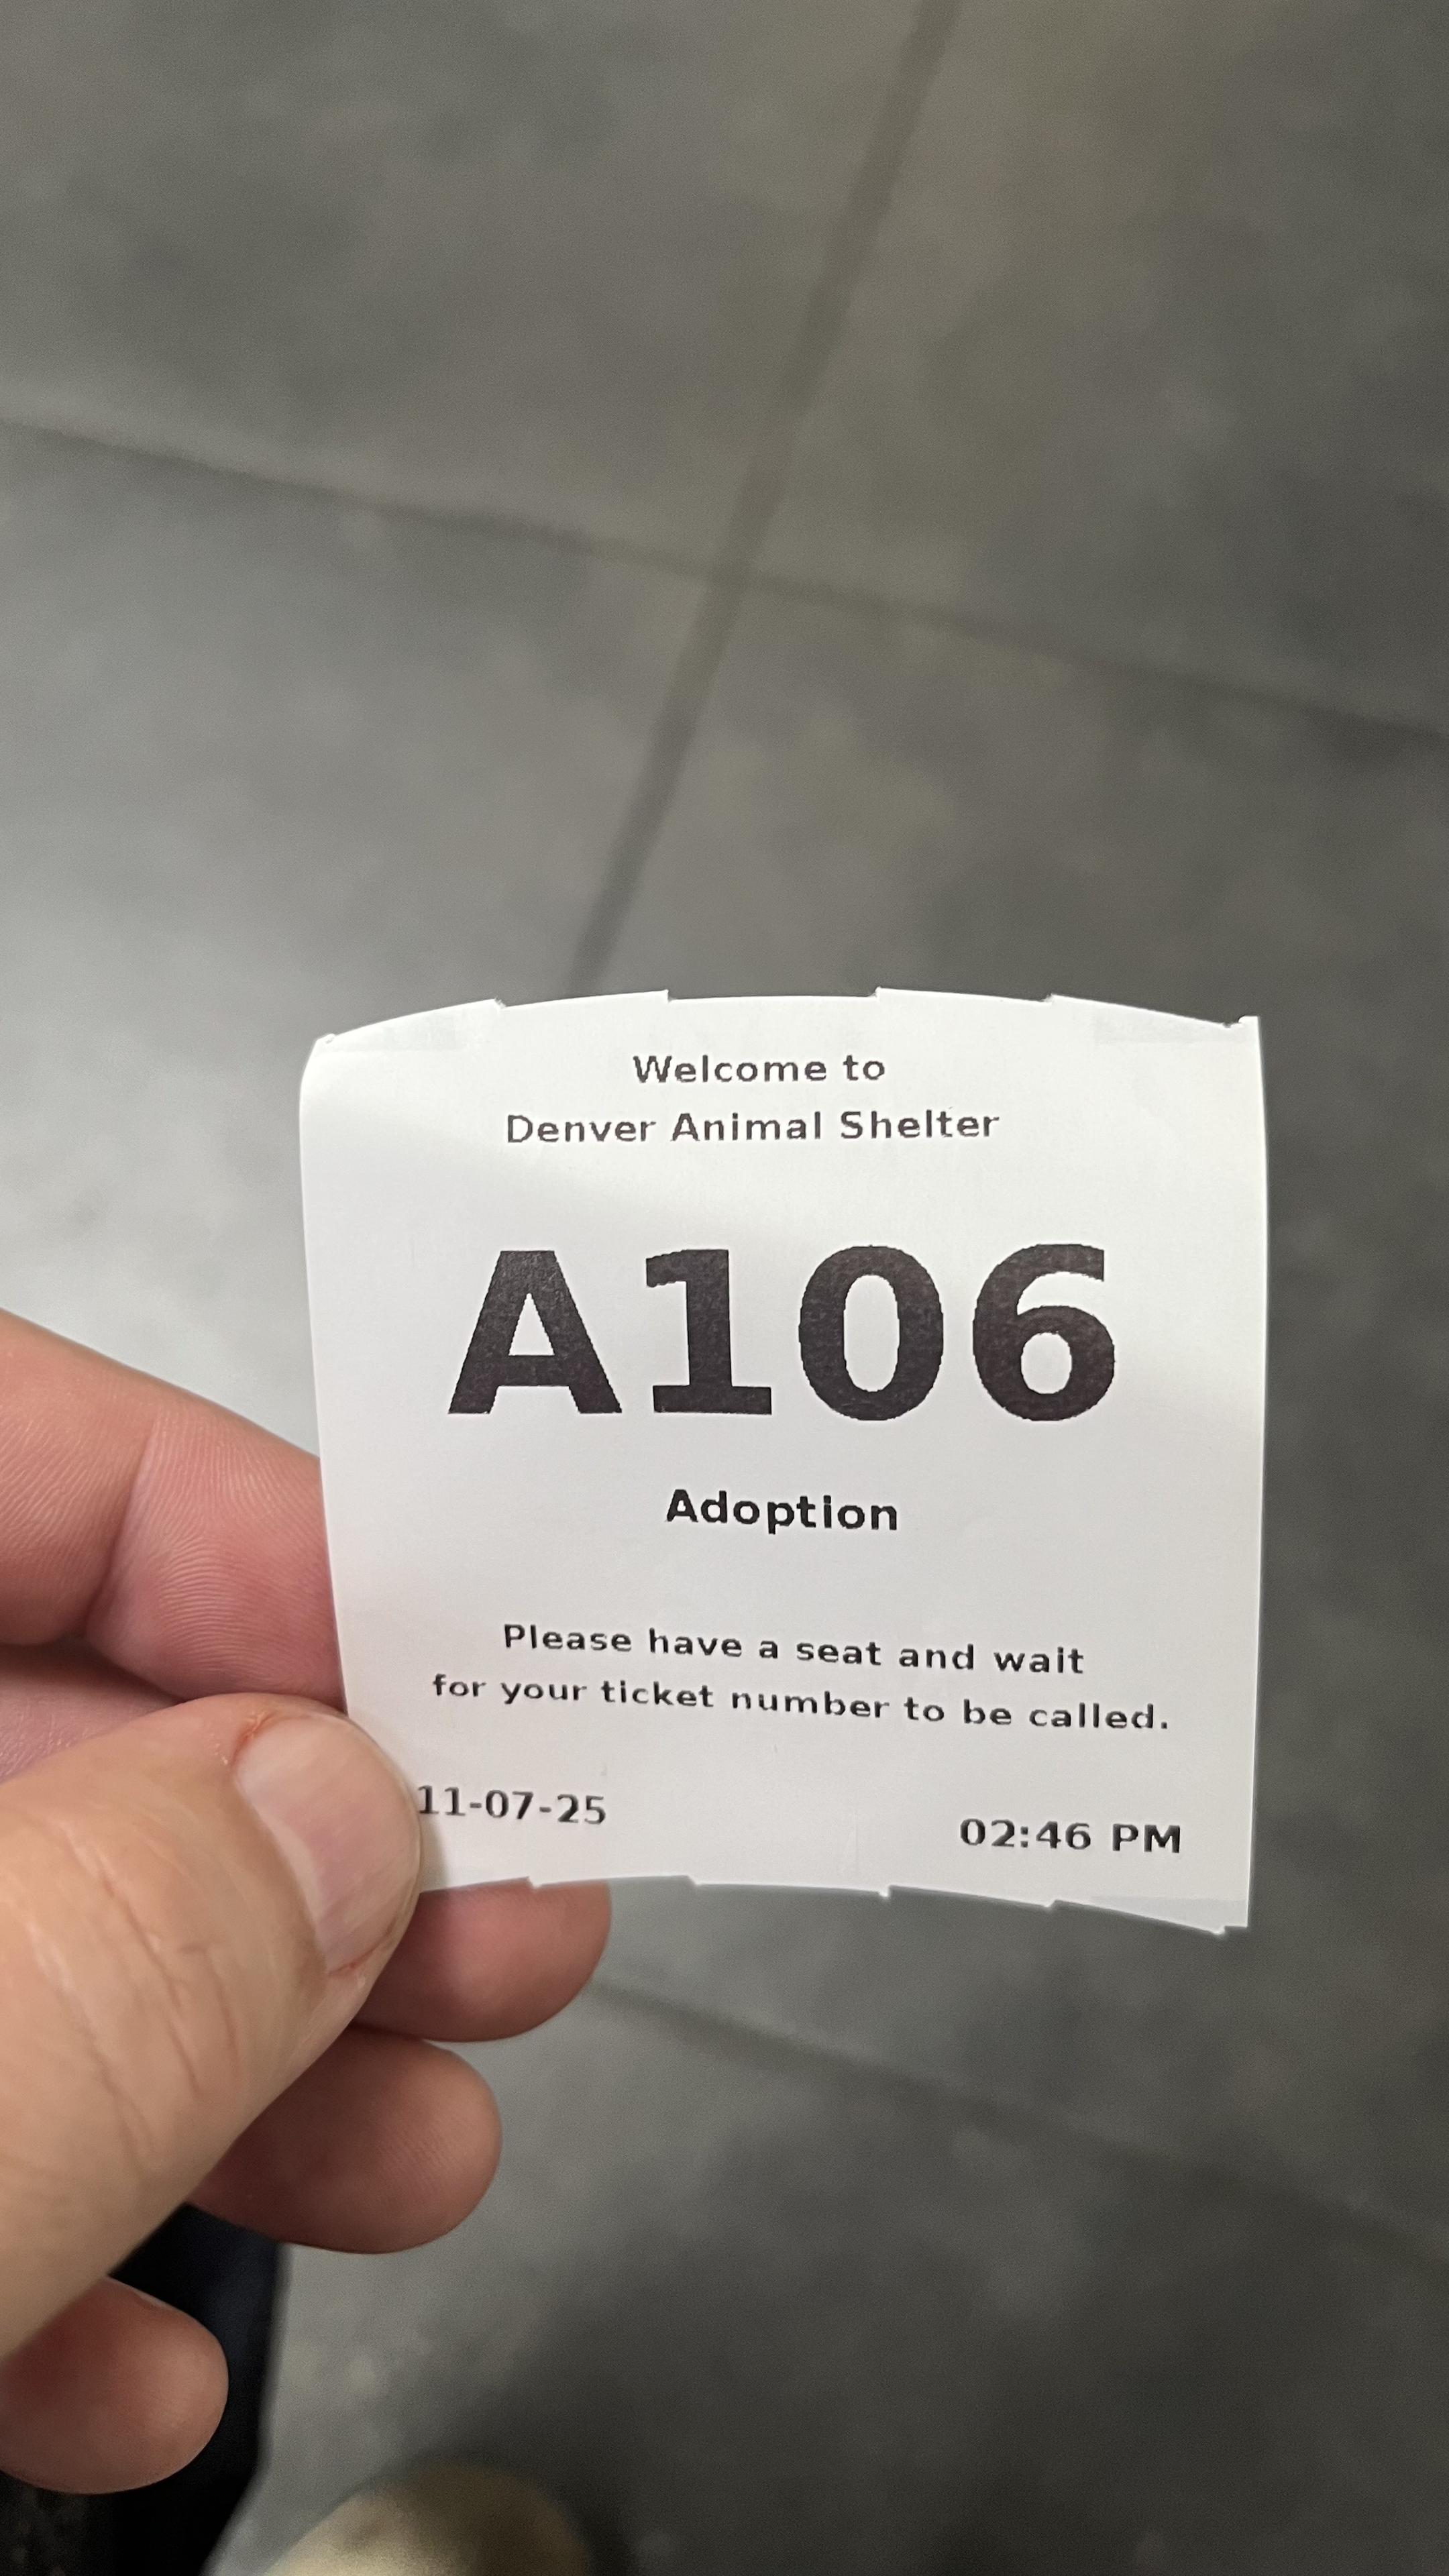 Welcome to
Denver Animal Shelter
A106
Adoption
Please have a seat and wait
for your ticket number to be called.
11-07-25 02:46 PM